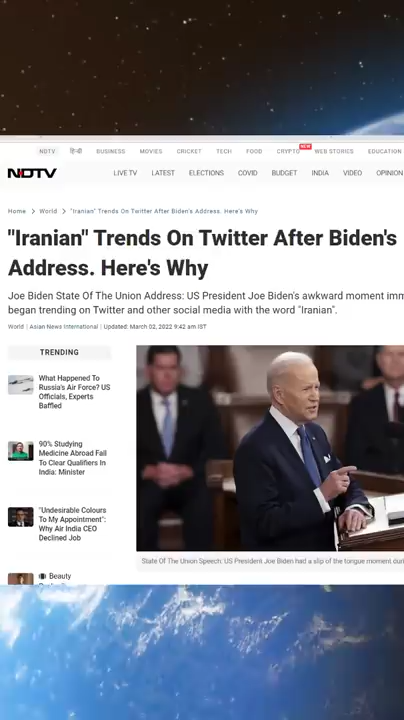 NDTV हिन्दी BUSINESS MOVIES CRICKET TECH FOOD CRYPTO NEW WEB STORIES EDUCATION
NDTV LIVE TV LATEST ELECTIONS COVID BUDGET INDIA VIDEO OPINION
Home > World > "Iranian" Trends On Twitter After Biden's Address. Here's Why
"Iranian" Trends On Twitter After Biden's
Address. Here's Why
Joe Biden State Of The Union Address: US President Joe Biden's awkward moment imm
began trending on Twitter and other social media with the word "Iranian".
World | Asian News International | Updated: March 02, 2022 9:42 am IST
TRENDING
What Happened To
Russia's Air Force? US
Officials, Experts
Baffled
90% Studying
Medicine Abroad Fail
To Clear Qualifiers In
India: Minister
"Undesirable Colours
To My Appointment":
Why Air India CEO
Declined Job
Beauty
State Of The Union Speech: US President Joe Biden had a slip of the tongue moment duri